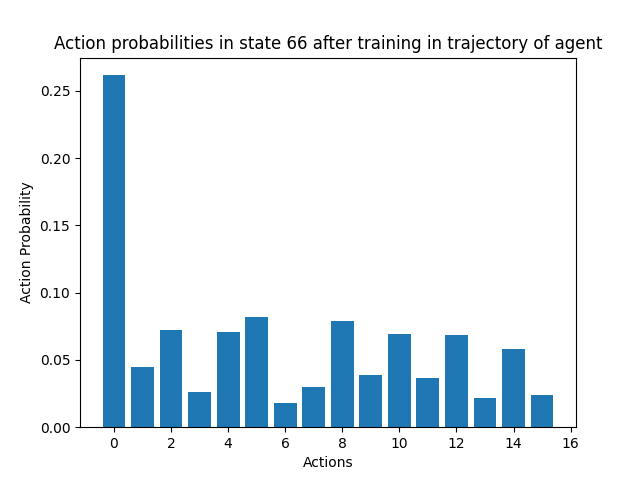 Action probabilities in state 66 after training in trajectory of agent
0.25
0.20
0.15
0.10
0.05
0.00
Action Probability
0 2 4 6 8 10 12 14 16
Actions